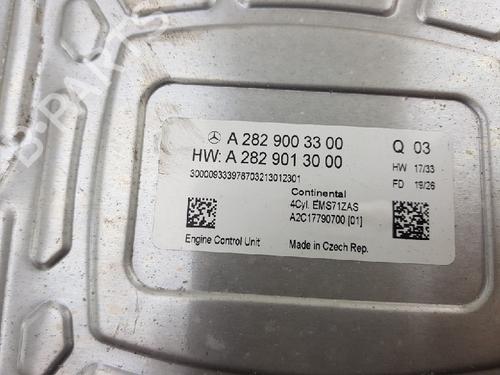 A 282 900 33 00 Q 03
HW: A 282 901 30 00 HW 17/33
300009333978703213012301 FD 19/26
Continental
4Cyl. EMS71ZAS
A2C17790700 [01]
Engine Control Unit Made in Czech Rep.
B-PARTS